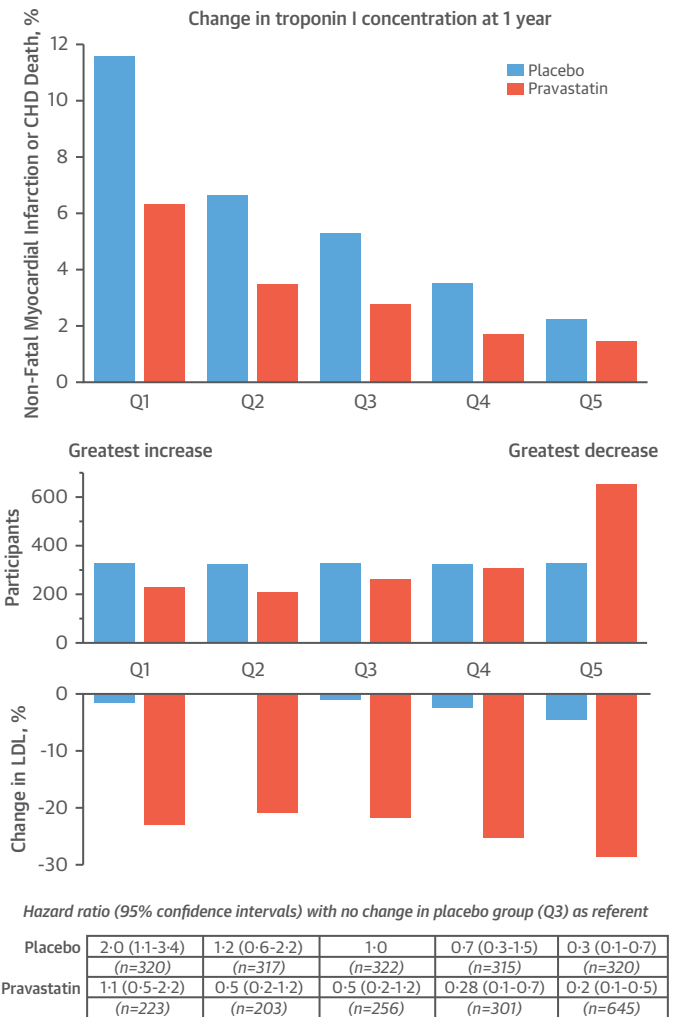 Change in troponin I concentration at 1 year
Non-Fatal Myocardial Infarction or CHD Death, %
12
10
8
6
4
2
0
Placebo
Pravastatin
Q1 Q2 Q3 Q4 Q5
Greatest increase Greatest decrease
Participants
600
400
200
0
Q1 Q2 Q3 Q4 Q5
Change in LDL, %
0
-10
-20
-30
Hazard ratio (95% confidence intervals) with no change in placebo group (Q3) as referent
Placebo 2·0 (1·1-3·4) 1·2 (0·6-2·2) 1·0 0·7 (0·3-1·5) 0·3 (0·1-0·7)
(n=320) (n=317) (n=322) (n=315) (n=320)
Pravastatin 1·1 (0·5-2·2) 0·5 (0·2-1·2) 0·5 (0·2-1·2) 0·28 (0·1-0·7) 0·2 (0·1-0·5)
(n=223) (n=203) (n=256) (n=301) (n=645)